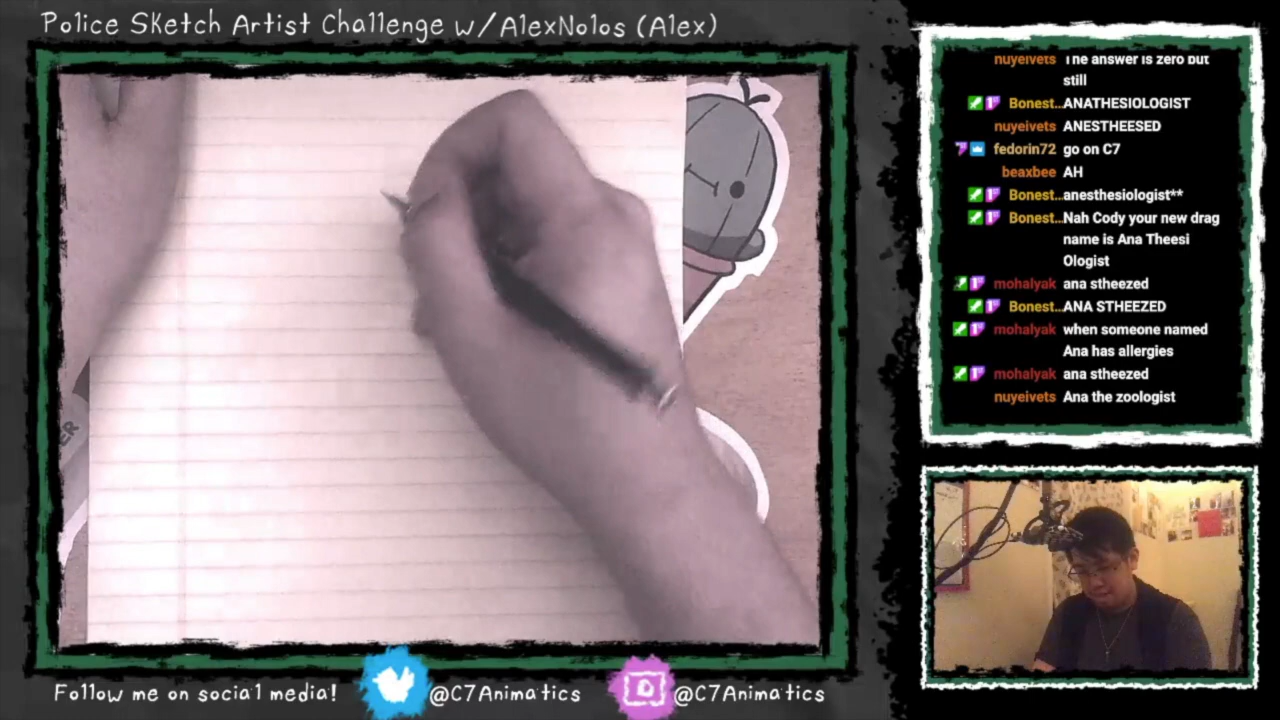 Police Sketch Artist Challenge w/AlexNolos (Alex)
nuyeivets The answer is zero but
still
Bonest... ANATHESIOLOGIST
nuyeivets ANESTHEESED
fedorin72 go on C7
beaxbee AH
Bonest... anesthesiologist**
Bonest... Nah Cody your new drag
name is Ana Theesi
Ologist
mohalyak ana stheezed
Bonest... ANA STHEEZED
mohalyak when someone named
Ana has allergies
mohalyak ana stheezed
nuyeivets Ana the zoologist
ER
Follow me on social media! @C7Animatics @C7Animatics